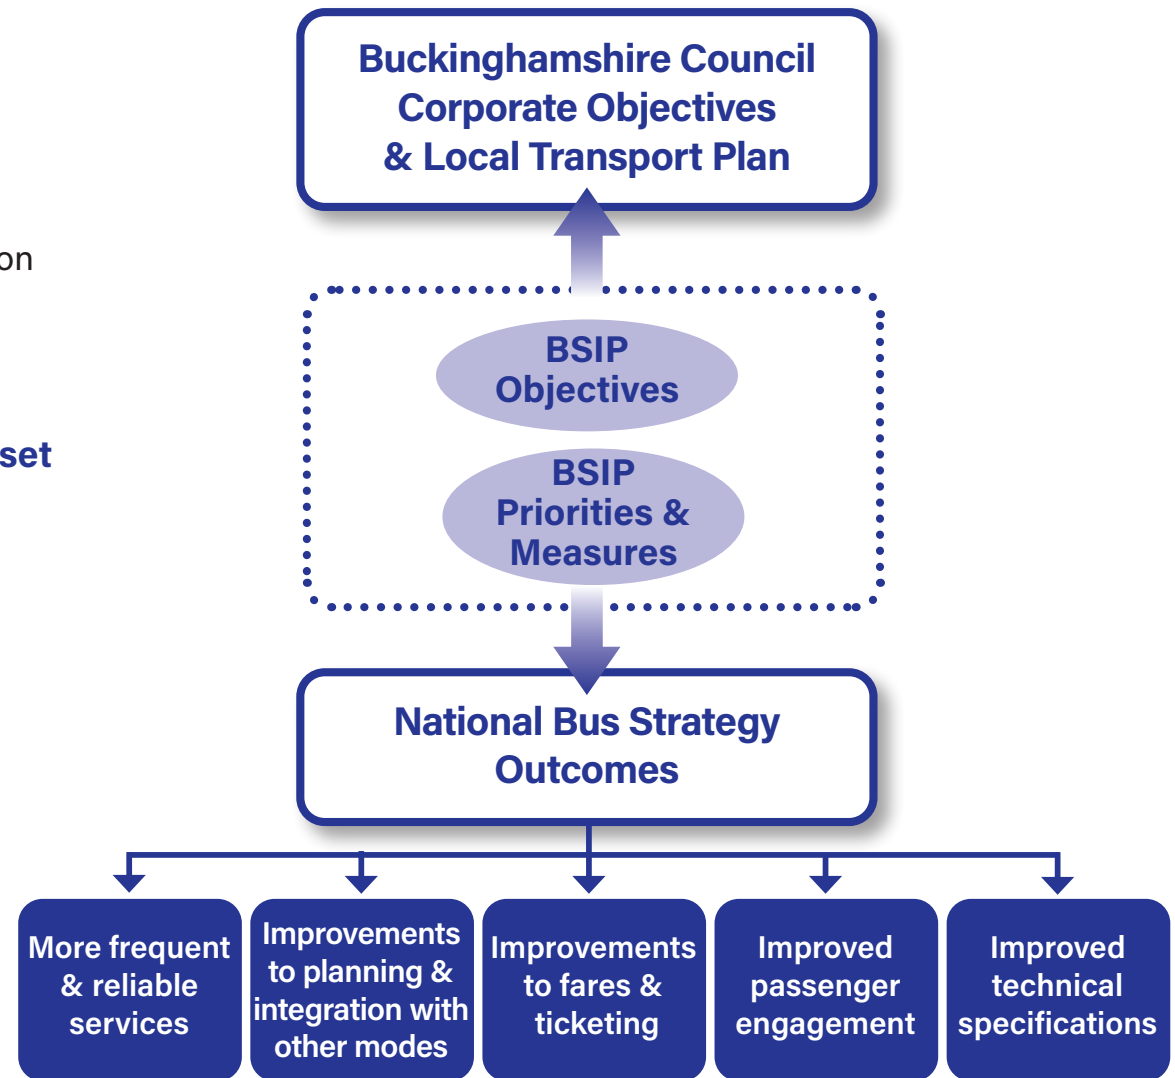 Buckinghamshire Council
Corporate Objectives
& Local Transport Plan
on
BSIP
Objectives
set
BSIP
Priorities &
Measures
National Bus Strategy
Outcomes
More frequent
& reliable
services
Improvements
to planning &
integration with
other modes
Improvements
to fares &
ticketing
Improved
passenger
engagement
Improved
technical
specifications